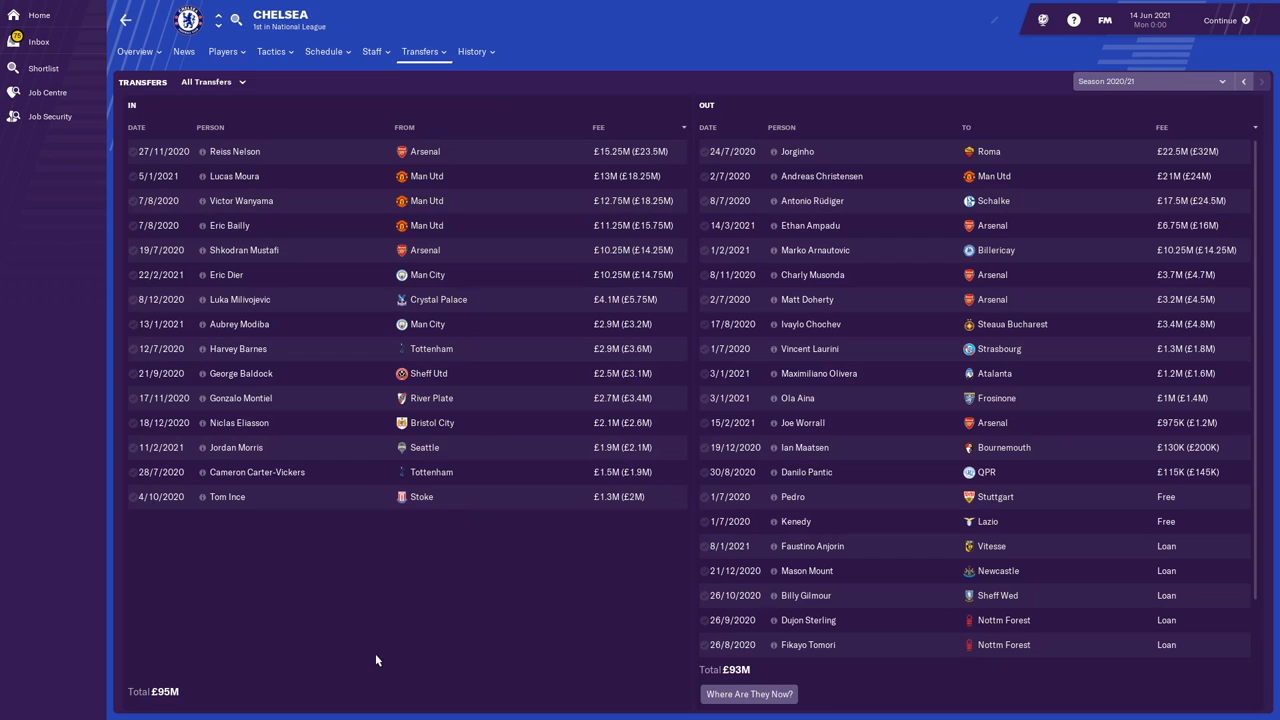 Home
75
Inbox
Shortlist
Job Centre
Job Security
CHELSEA
1st in National League
?
FM
14 Jun 2021
Mon 0:00
Continue
Overview
News
Players
Tactics
Schedule
Staff
Transfers
History
TRANSFERS
All Transfers
Season 2020/21
IN
DATE PERSON FROM FEE
27/11/2020 Reiss Nelson Arsenal £15.25M (£23.5M)
5/1/2021 Lucas Moura Man Utd £13M (£18.25M)
7/8/2020 Victor Wanyama Man Utd £12.75M (£18.25M)
7/8/2020 Eric Bailly Man Utd £11.25M (£15.75M)
19/7/2020 Shkodran Mustafi Arsenal £10.25M (£14.25M)
22/2/2021 Eric Dier Man City £10.25M (£14.75M)
8/12/2020 Luka Milivojevic Crystal Palace £4.1M (£5.75M)
13/1/2021 Aubrey Modiba Man City £2.9M (£3.2M)
12/7/2020 Harvey Barnes Tottenham £2.9M (£3.6M)
21/9/2020 George Baldock Sheff Utd £2.5M (£3.1M)
17/11/2020 Gonzalo Montiel River Plate £2.7M (£3.4M)
18/12/2020 Niclas Eliasson Bristol City £2.1M (£2.6M)
11/2/2021 Jordan Morris Seattle £1.9M (£2.1M)
28/7/2020 Cameron Carter-Vickers Tottenham £1.5M (£1.9M)
4/10/2020 Tom Ince Stoke £1.3M (£2M)
Total £95M
OUT
DATE PERSON TO FEE
24/7/2020 Jorginho Roma £22.5M (£32M)
2/7/2020 Andreas Christensen Man Utd £21M (£24M)
8/7/2020 Antonio Rüdiger Schalke £17.5M (£24.5M)
14/3/2021 Ethan Ampadu Arsenal £6.75M (£16M)
1/2/2021 Marko Arnautovic Billericay £10.25M (£14.25M)
8/11/2020 Charly Musonda Arsenal £3.7M (£4.7M)
2/7/2020 Matt Doherty Arsenal £3.2M (£4.5M)
17/8/2020 Ivaylo Chochev Steaua Bucharest £3.4M (£4.8M)
1/7/2020 Vincent Laurini Strasbourg £1.3M (£1.8M)
3/1/2021 Maximiliano Olivera Atalanta £1.2M (£1.6M)
3/1/2021 Ola Aina Frosinone £1M (£1.4M)
15/2/2021 Joe Worrall Arsenal £975K (£1.2M)
19/12/2020 Ian Maatsen Bournemouth £130K (£200K)
30/8/2020 Danilo Pantic QPR £115K (£145K)
1/7/2020 Pedro Stuttgart Free
1/7/2020 Kenedy Lazio Free
8/1/2021 Faustino Anjorin Vitesse Loan
21/12/2020 Mason Mount Newcastle Loan
26/10/2020 Billy Gilmour Sheff Wed Loan
26/9/2020 Dujon Sterling Nottm Forest Loan
26/8/2020 Fikayo Tomori Nottm Forest Loan
Total £93M
Where Are They Now?